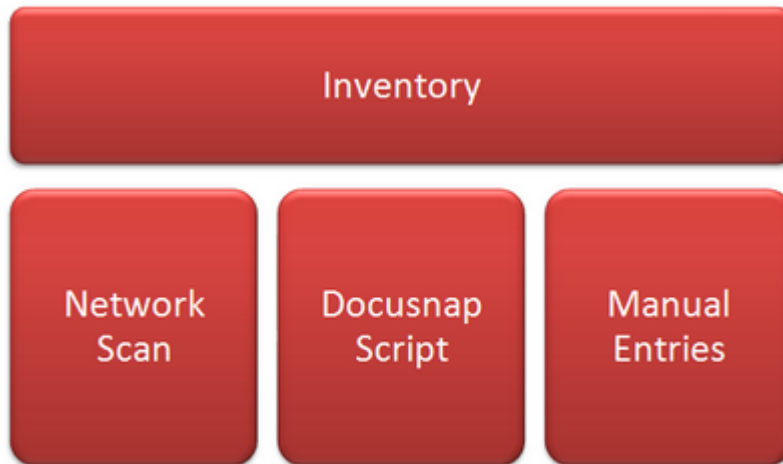 Inventory
Network
Scan
Docusnap
Script
Manual
Entries